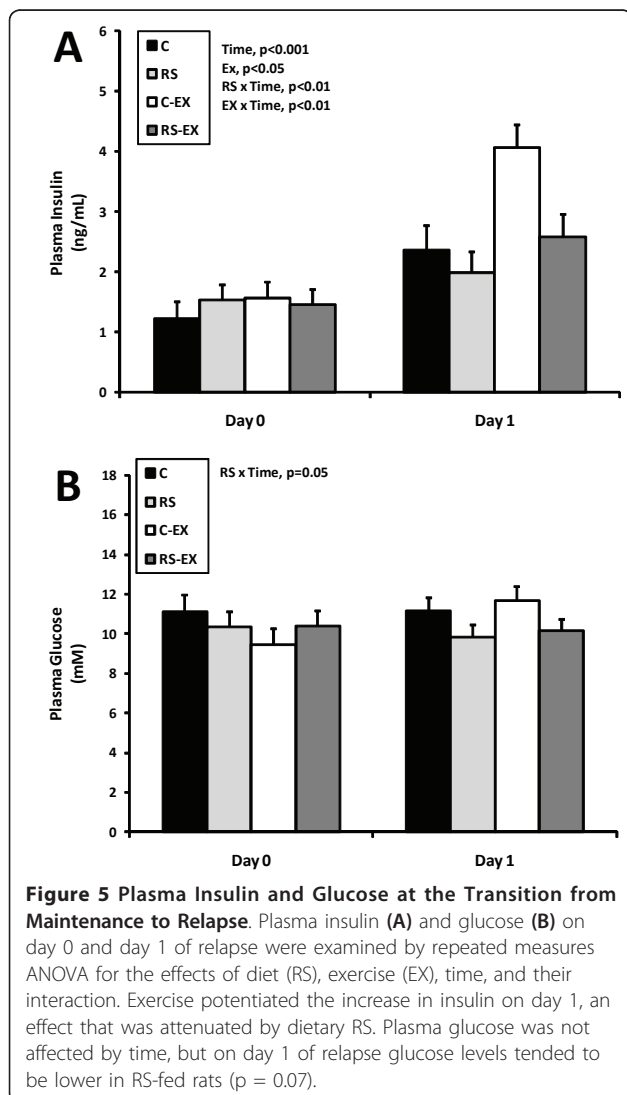 A
C
RS
C-EX
RS-EX
Time, p<0.001
Ex, p<0.05
RS x Time, p<0.01
EX x Time, p<0.01
Plasma Insulin
(ng/mL)
6
5
4
3
2
1
0
Day 0
Day 1
B
C
RS
C-EX
RS-EX
RS x Time, p=0.05
Plasma Glucose
(mM)
18
16
14
12
10
8
6
4
2
0
Day 0
Day 1
Figure 5 Plasma Insulin and Glucose at the Transition from
Maintenance to Relapse. Plasma insulin (A) and glucose (B) on
day 0 and day 1 of relapse were examined by repeated measures
ANOVA for the effects of diet (RS), exercise (EX), time, and their
interaction. Exercise potentiated the increase in insulin on day 1, an
effect that was attenuated by dietary RS. Plasma glucose was not
affected by time, but on day 1 of relapse glucose levels tended to
be lower in RS-fed rats (p = 0.07).